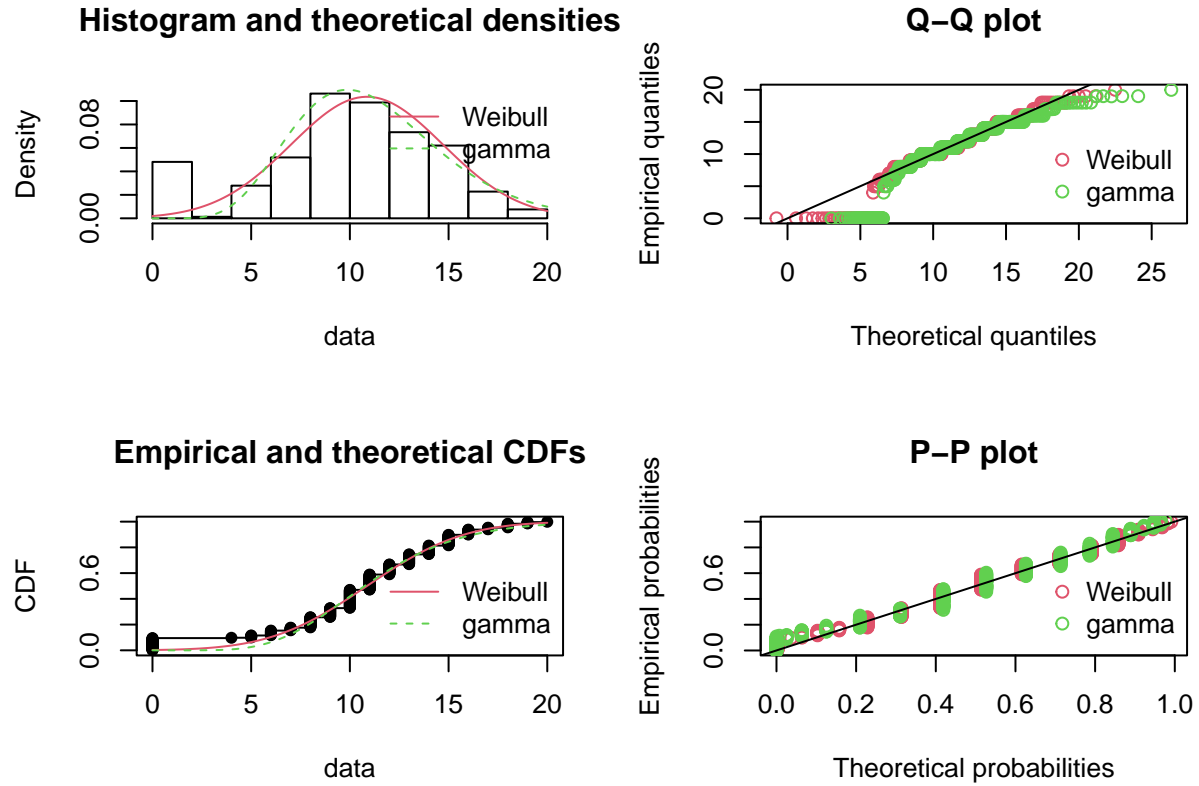 Histogram and theoretical densities
Density
0.00
0.08
Weibull
gamma
0 5 10 15 20
data
Q−Q plot
Empirical quantiles
0
10
20
Weibull
gamma
0 5 10 15 20 25
Theoretical quantiles
Empirical and theoretical CDFs
CDF
0.0
0.6
Weibull
gamma
0 5 10 15 20
data
P−P plot
Empirical probabilities
0.0
0.6
Weibull
gamma
0.0 0.2 0.4 0.6 0.8 1.0
Theoretical probabilities